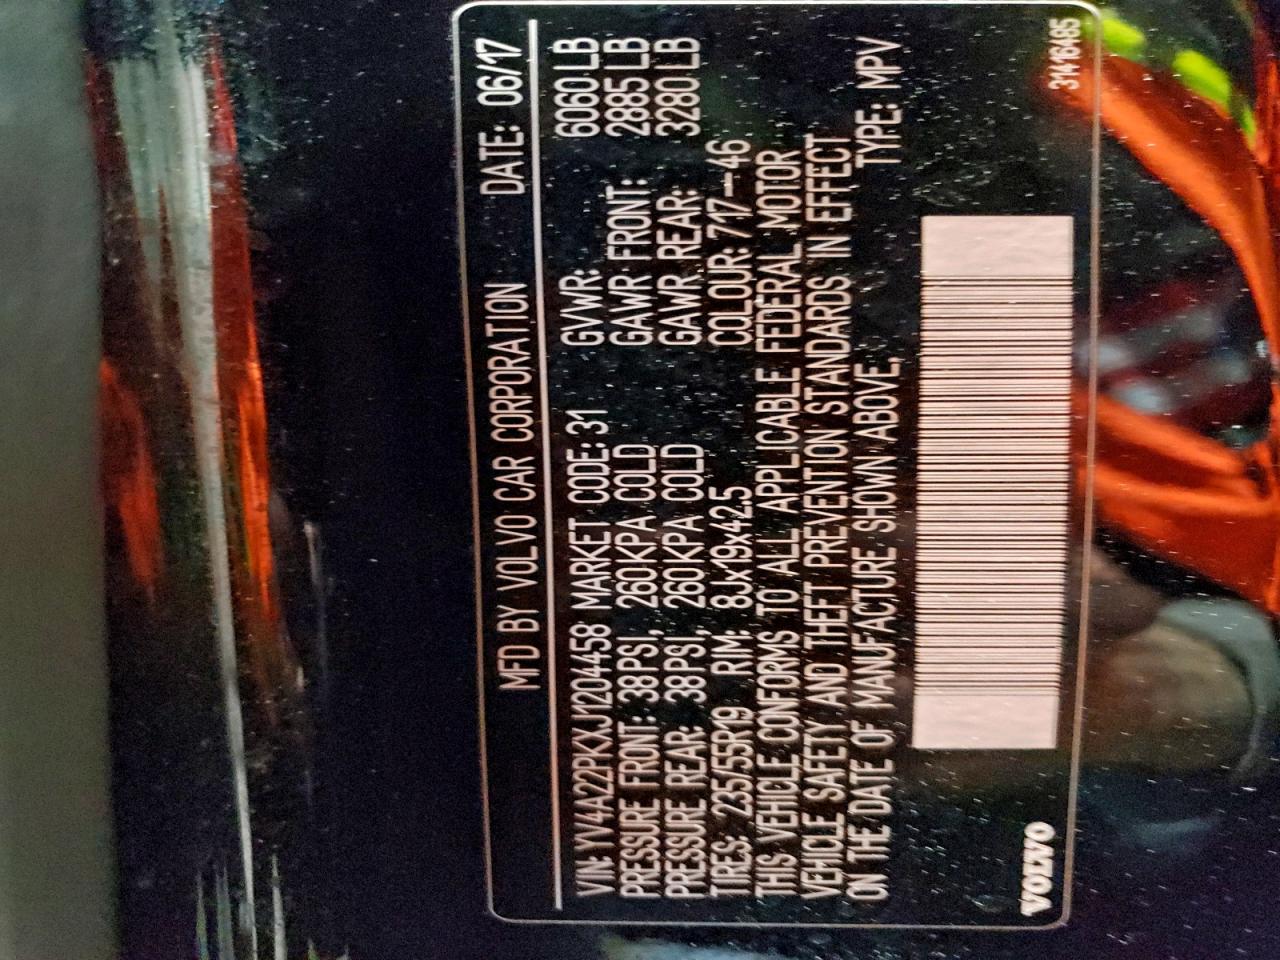 MFD BY VOLVO CAR CORPORATION DATE: 06/17
VIN: YV4A22PKXJ1204458 MARKET CODE: 31 GVWR: 6060 LB
PRESSURE FRONT: 38PSI, 260KPA COLD GAWR FRONT: 2885 LB
PRESSURE REAR: 38PSI, 260KPA COLD GAWR REAR: 3280 LB
TIRES: 235/55R19 RIM: 8Jx19x42.5 COLOUR: 717--46
THIS VEHICLE CONFORMS TO ALL APPLICABLE FEDERAL MOTOR
VEHICLE SAFETY AND THEFT PREVENTION STANDARDS IN EFFECT
ON THE DATE OF MANUFACTURE SHOWN ABOVE. TYPE: MPV
VOLVO 31416485